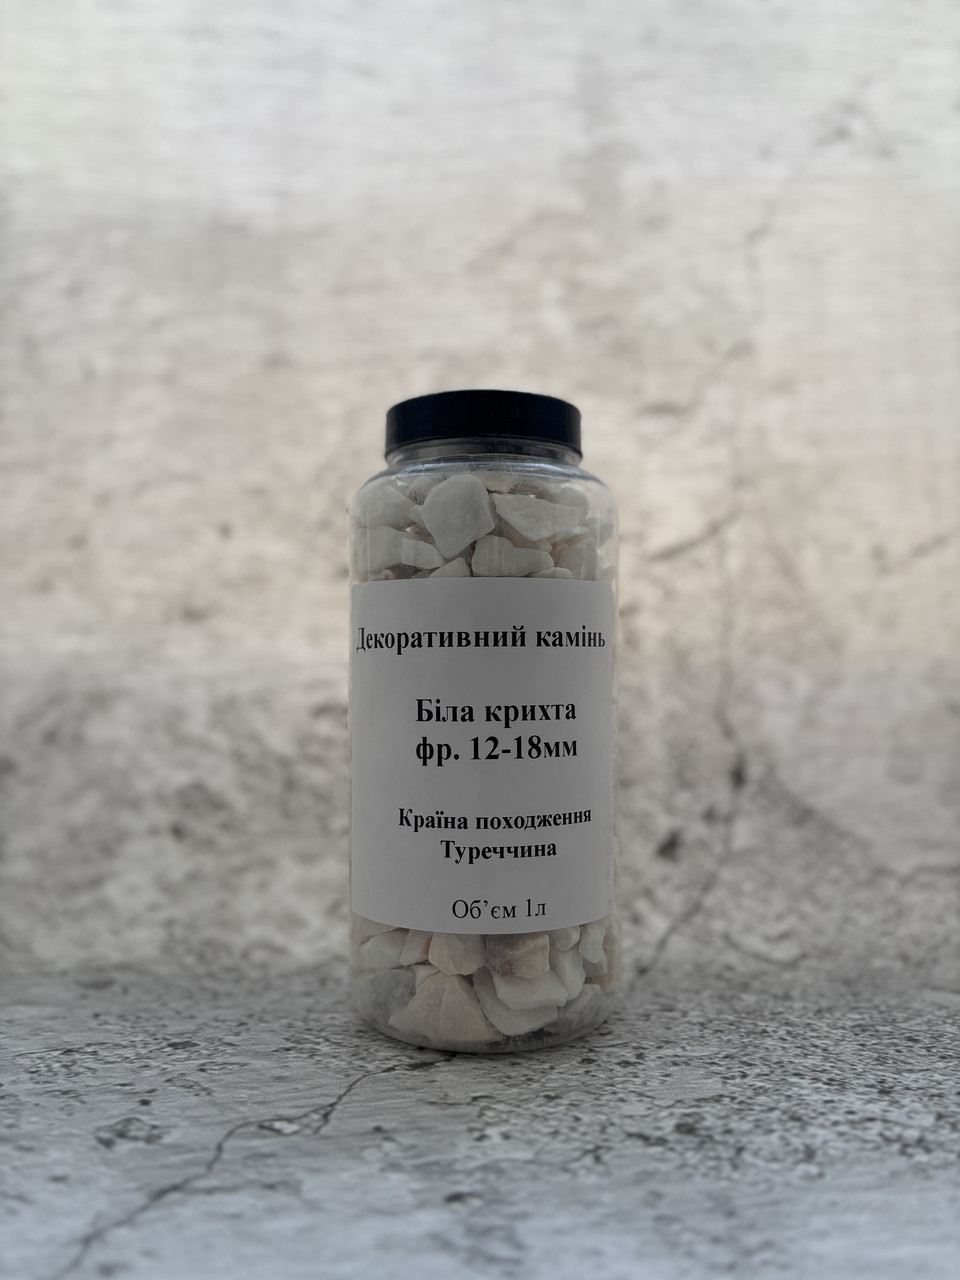 Декоративний камінь
Біла крихта
фр. 12-18мм
Країна походження
Туреччина
Об’єм 1л